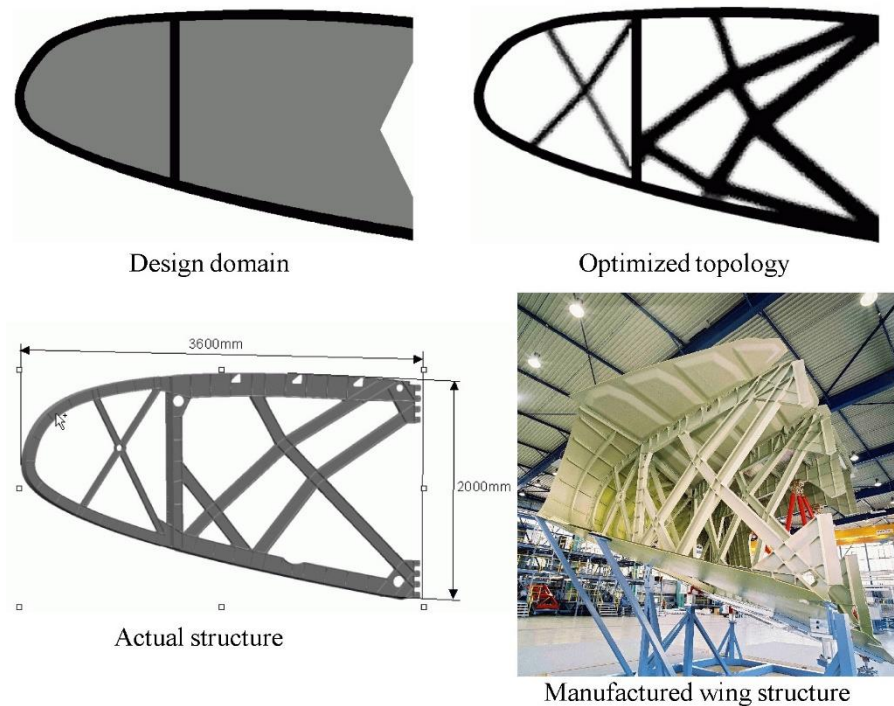 Design domain
Optimized topology
3600mm
2000mm
Actual structure
Manufactured wing structure